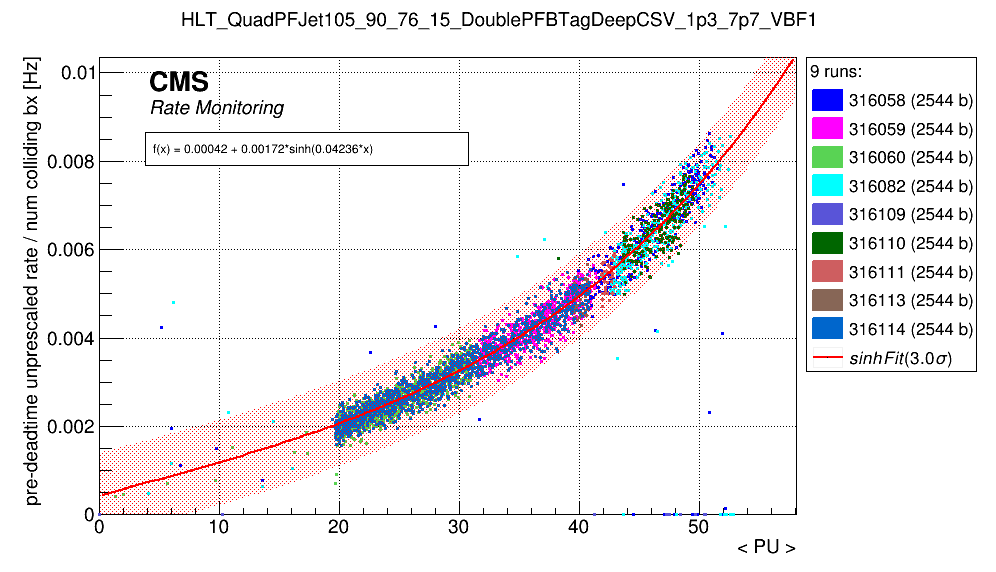 HLT_QuadPFJet105_90_76_15_DoublePFBTagDeepCSV_1p3_7p7_VBF1
pre-deadtime unprescaled rate / num colliding bx [Hz]
0.01
0.008
0.006
0.004
0.002
0
CMS
Rate Monitoring
f(x) = 0.00042 + 0.00172*sinh(0.04236*x)
0
10
20
30
40
50
< PU >
9 runs:
316058 (2544 b)
316059 (2544 b)
316060 (2544 b)
316082 (2544 b)
316109 (2544 b)
316110 (2544 b)
316111 (2544 b)
316113 (2544 b)
316114 (2544 b)
sinhFit(3.0σ)